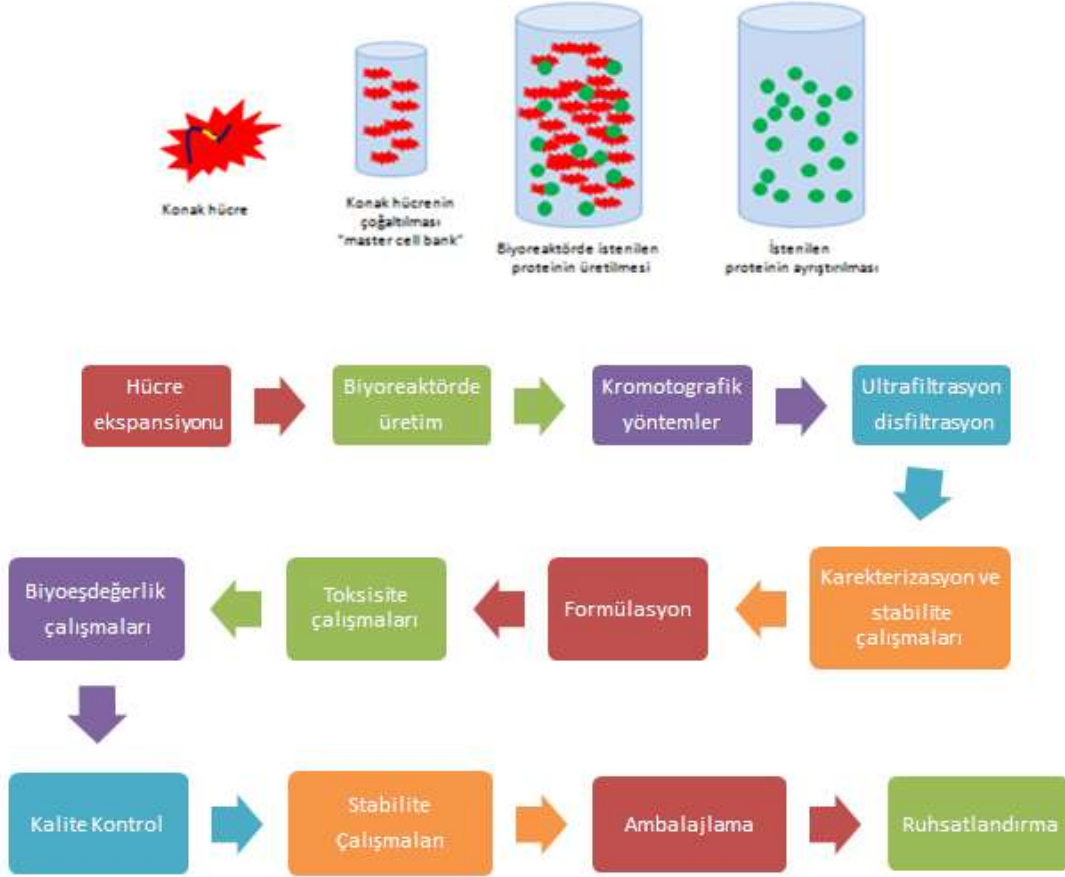 Konak hücre
Konak hücrenin
çoğaltılması
"master cell bank"
Biyoreaktörde istenilen
proteinin üretilmesi
İstenilen
proteinin ayrıştırılması
Hücre
ekspansiyonu
Biyoreaktörde
üretim
Kromotografik
yöntemler
Ultrafiltrasyon
disfiltrasyon
Karekterizasyon ve
stabilite
çalışmaları
Formülasyon
Toksisite
çalışmaları
Biyoeşdeğerlik
çalışmaları
Kalite Kontrol
Stabilite
Çalışmaları
Ambalajlama
Ruhsatlandırma